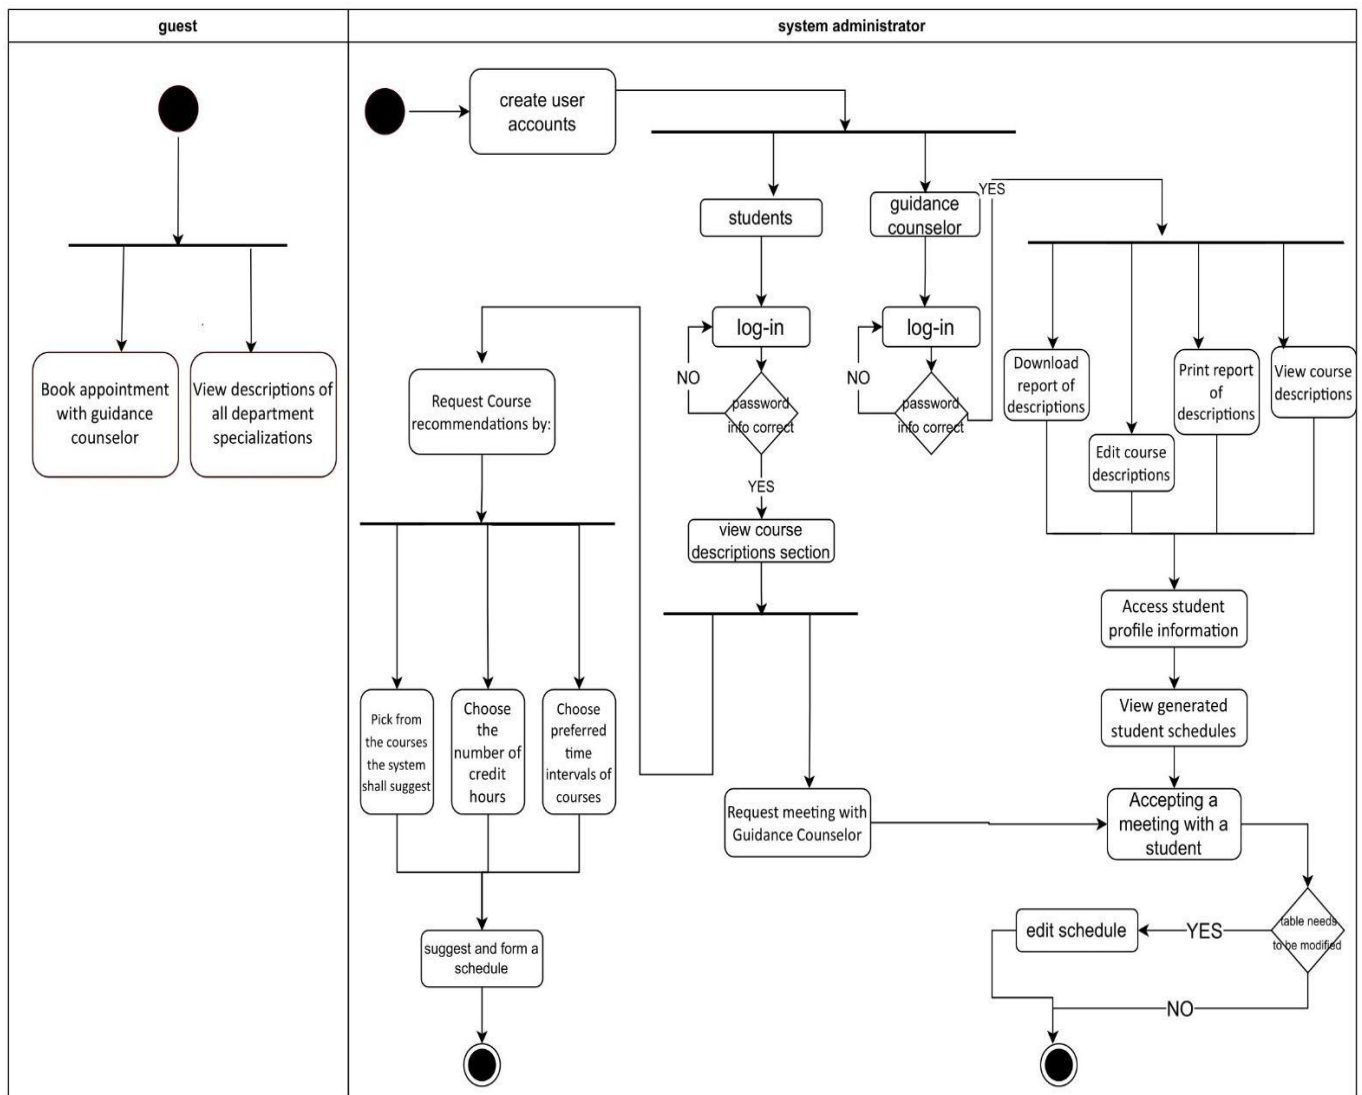 guest
system administrator
create user
accounts
students
guidance
counselor
YES
log-in
log-in
NO
NO
password
info correct
password
info correct
YES
Book appointment
with guidance
counselor
View descriptions of
all department
specializations
Request Course
recommendations by:
Download
report of
descriptions
Edit course
descriptions
Print report
of
descriptions
View course
descriptions
view course
descriptions section
Access student
profile information
View generated
student schedules
Pick from
the courses
the system
shall suggest
Choose
the
number of
credit
hours
Choose
preferred
time
intervals of
courses
Request meeting with
Guidance Counselor
Accepting a
meeting with a
student
table needs
to be modified
YES
edit schedule
NO
suggest and form a
schedule